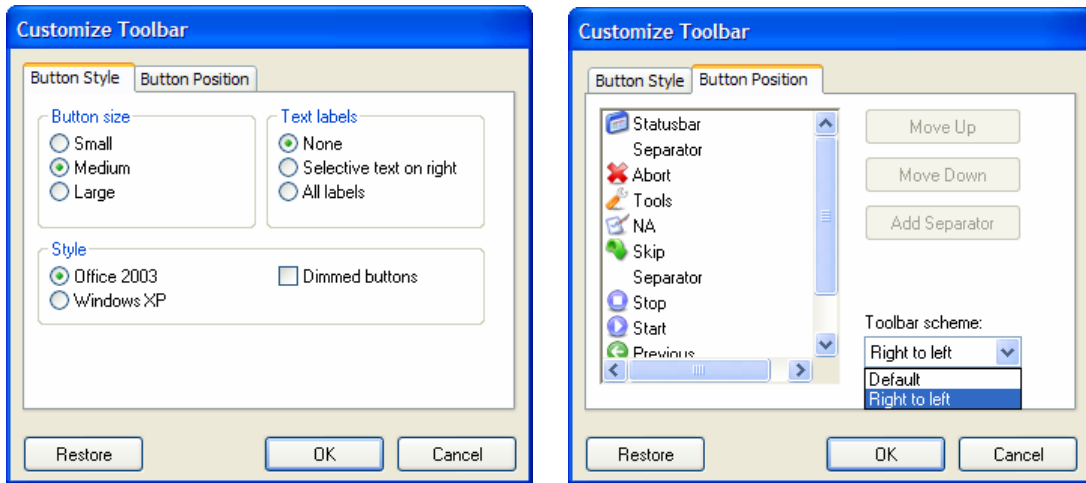 Customize Toolbar
Button Style
Button Position
Button size
Small
Medium
Large
Text labels
None
Selective text on right
All labels
Style
Office 2003
Windows XP
Dimmed buttons
Restore
OK
Cancel
Customize Toolbar
Button Style
Button Position
Statusbar
Separator
Abort
Tools
NA
Skip
Separator
Stop
Start
Previous
Move Up
Move Down
Add Separator
Toolbar scheme:
Right to left
Default
Right to left
Restore
OK
Cancel